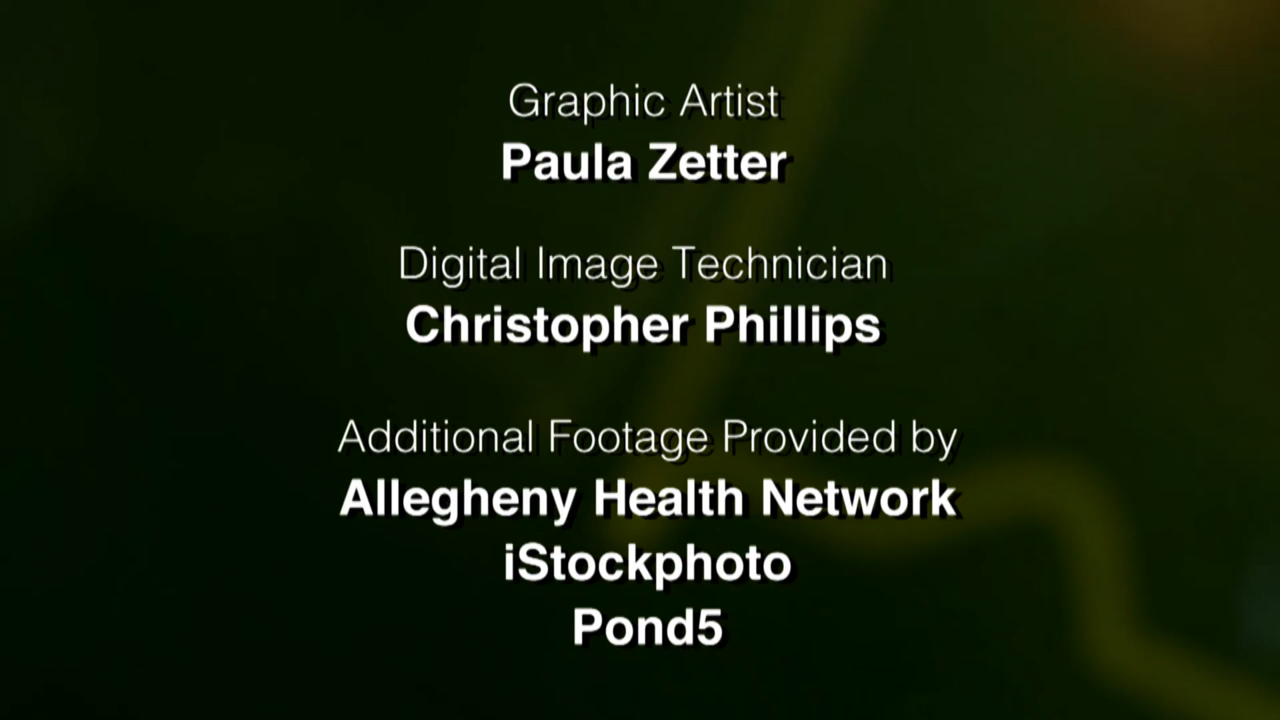 Graphic Artist
Paula Zetter
Digital Image Technician
Christopher Phillips
Additional Footage Provided by
Allegheny Health Network
iStockphoto
Pond5